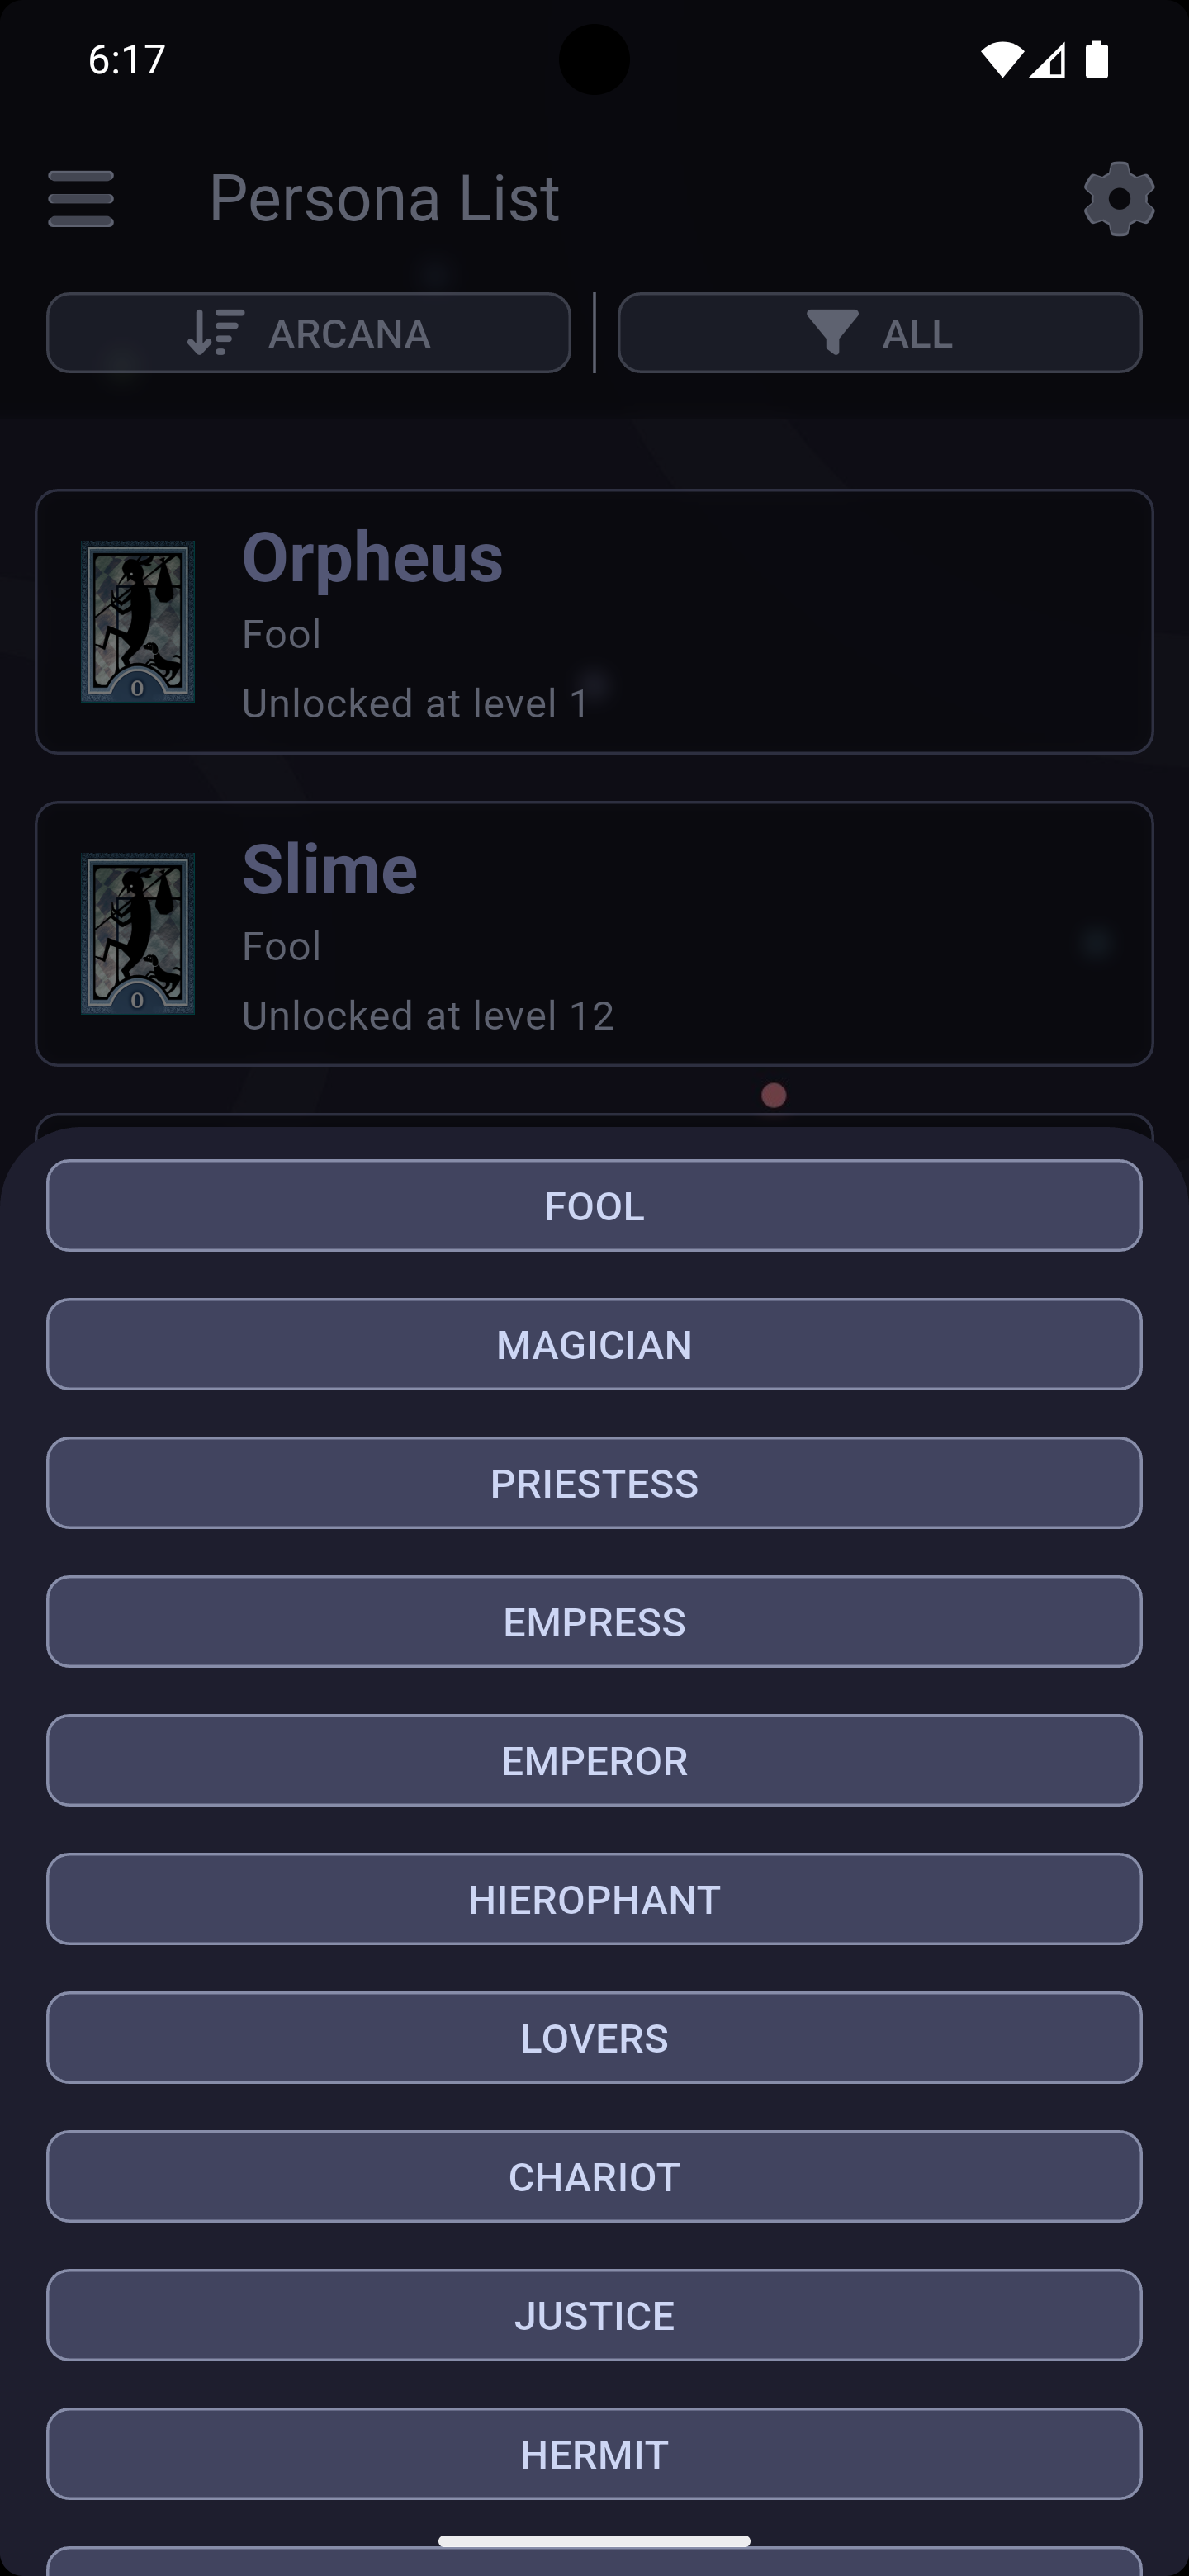 6:17
Persona List
ARCANA
ALL
Orpheus
Fool
Unlocked at level 1
0
Slime
Fool
Unlocked at level 12
0
FOOL
MAGICIAN
PRIESTESS
EMPRESS
EMPEROR
HIEROPHANT
LOVERS
CHARIOT
JUSTICE
HERMIT